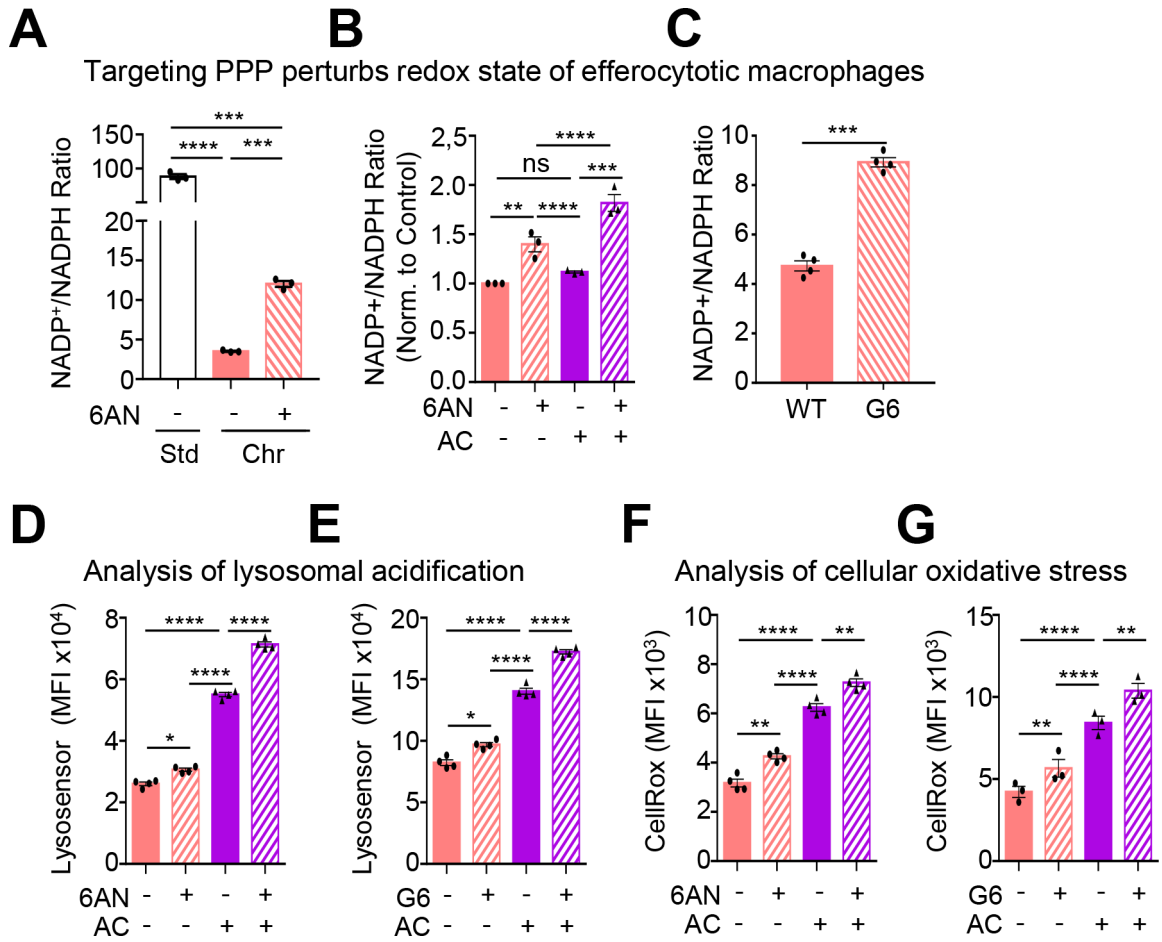 A
B
C
Targeting PPP perturbs redox state of efferocytotic macrophages
NADP⁺/NADPH Ratio
150
100
20
15
10
5
0
***
**** ***
6AN - - +
Std Chr
NADP+/NADPH Ratio
(Norm. to Control)
2,5
2.0
1.5
1.0
0.5
0.0
****
ns ***
** ****
6AN - + - +
AC - - + +
NADP+/NADPH Ratio
10
8
6
4
2
0
***
WT G6
D
E
F
G
Analysis of lysosomal acidification
Analysis of cellular oxidative stress
Lysosensor (MFI x10⁴)
8
6
4
2
0
**** ****
****
*
6AN - + - +
AC - - + +
Lysosensor (MFI x10⁴)
20
15
10
5
0
**** ****
****
*
G6 - + - +
AC - - + +
CellRox (MFI x10³)
10
8
6
4
2
0
**** **
****
**
6AN - + - +
AC - - + +
CellRox (MFI x10³)
15
10
5
0
**** **
****
**
G6 - + - +
AC - - + +